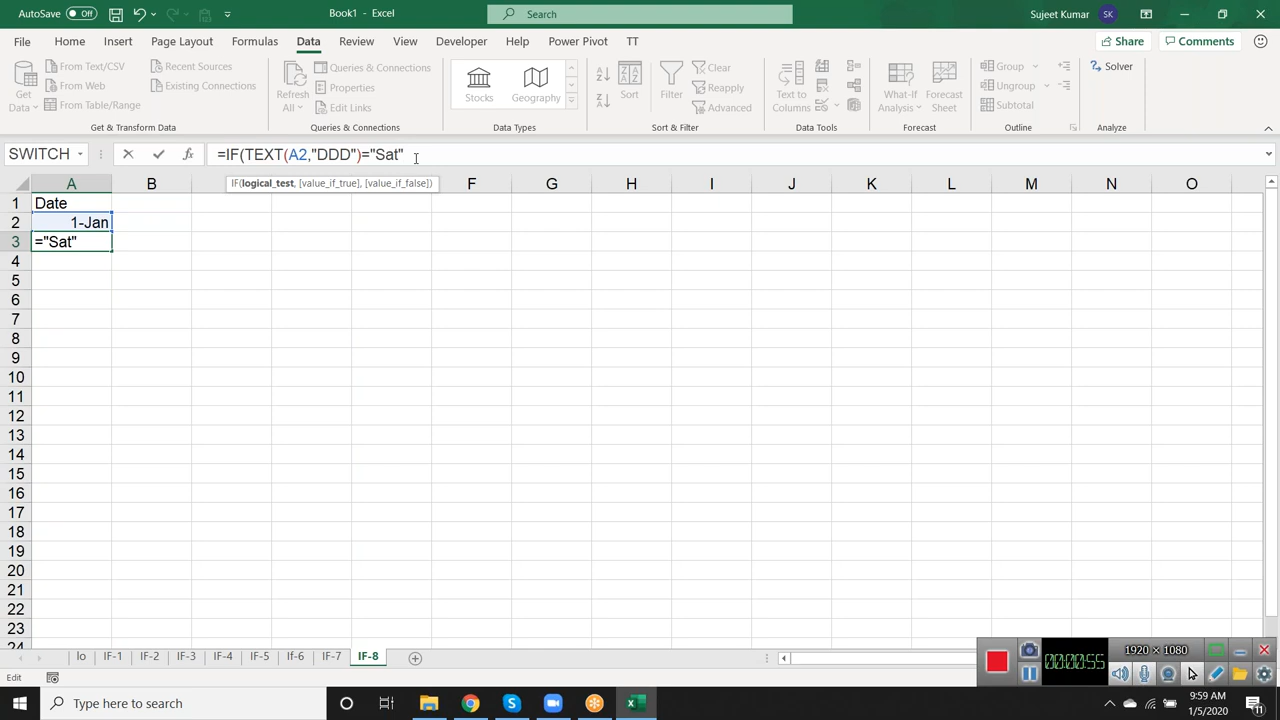 AutoSave Off
Book1 - Excel
Search
Sujeet Kumar
SK
File Home Insert Page Layout Formulas Data Review View Developer Help Power Pivot TT
Share
Comments
Get Data
From Text/CSV
From Web
From Table/Range
Recent Sources
Existing Connections
Get & Transform Data
Refresh All
Queries & Connections
Properties
Edit Links
Queries & Connections
Stocks
Geography
Data Types
Sort
Filter
Clear
Reapply
Advanced
Sort & Filter
Text to Columns
Data Tools
What-If Analysis
Forecast Sheet
Forecast
Group
Ungroup
Subtotal
Outline
Solver
Analyze
SWITCH
fx
=IF(TEXT(A2,"DDD")="Sat"
IF(logical_test, [value_if_true], [value_if_false])
A B F G H I J K L M N O
1 Date
2 1-Jan
3 ="Sat"
4
5
6
7
8
9
10
11
12
13
14
15
16
17
18
19
20
21
22
23
24
lo IF-1 IF-2 IF-3 IF-4 IF-5 If-6 IF-7 IF-8
Edit
1920 × 1080
00:00:55
Type here to search
9:59 AM
1/5/2020
11